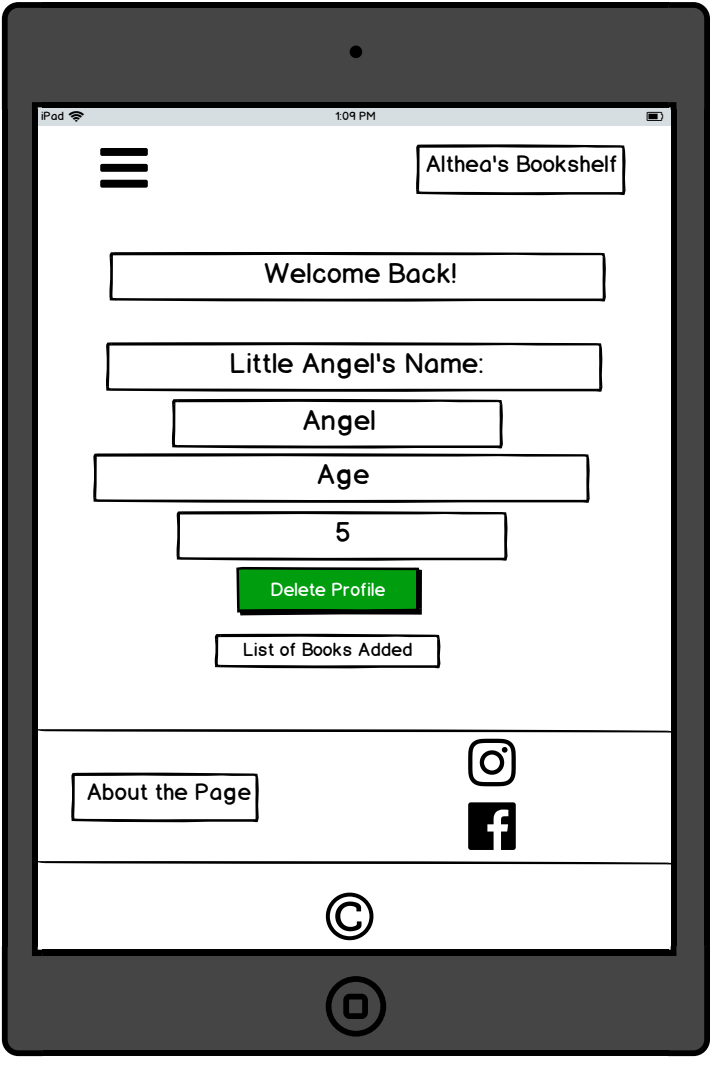 iPad 1:09 PM
Althea's Bookshelf
Welcome Back!
Little Angel's Name:
Angel
Age
5
Delete Profile
List of Books Added
About the Page
©